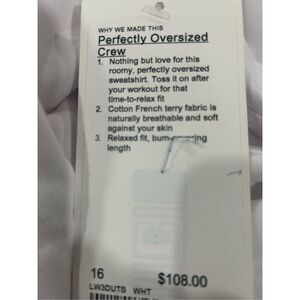 WHY WE MADE THIS
Perfectly Oversized
Crew
1. Nothing but love for this
roomy, perfectly oversized
sweatshirt. Toss it on after
your workout for that
time-to-relax fit
2. Cotton French terry fabric is
naturally breathable and soft
against your skin
3. Relaxed fit, bum-covering
length
16
$108.00
LW3DUTS WHT